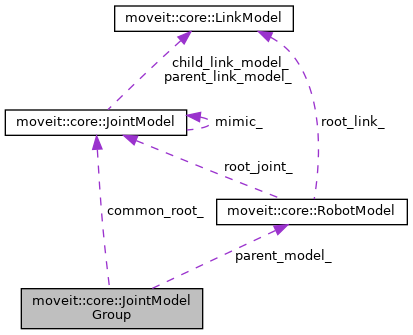 moveit::core::LinkModel
child_link_model_
parent_link_model_
moveit::core::JointModel
mimic_
root_link_
root_joint_
common_root_
moveit::core::RobotModel
parent_model_
moveit::core::JointModel
Group